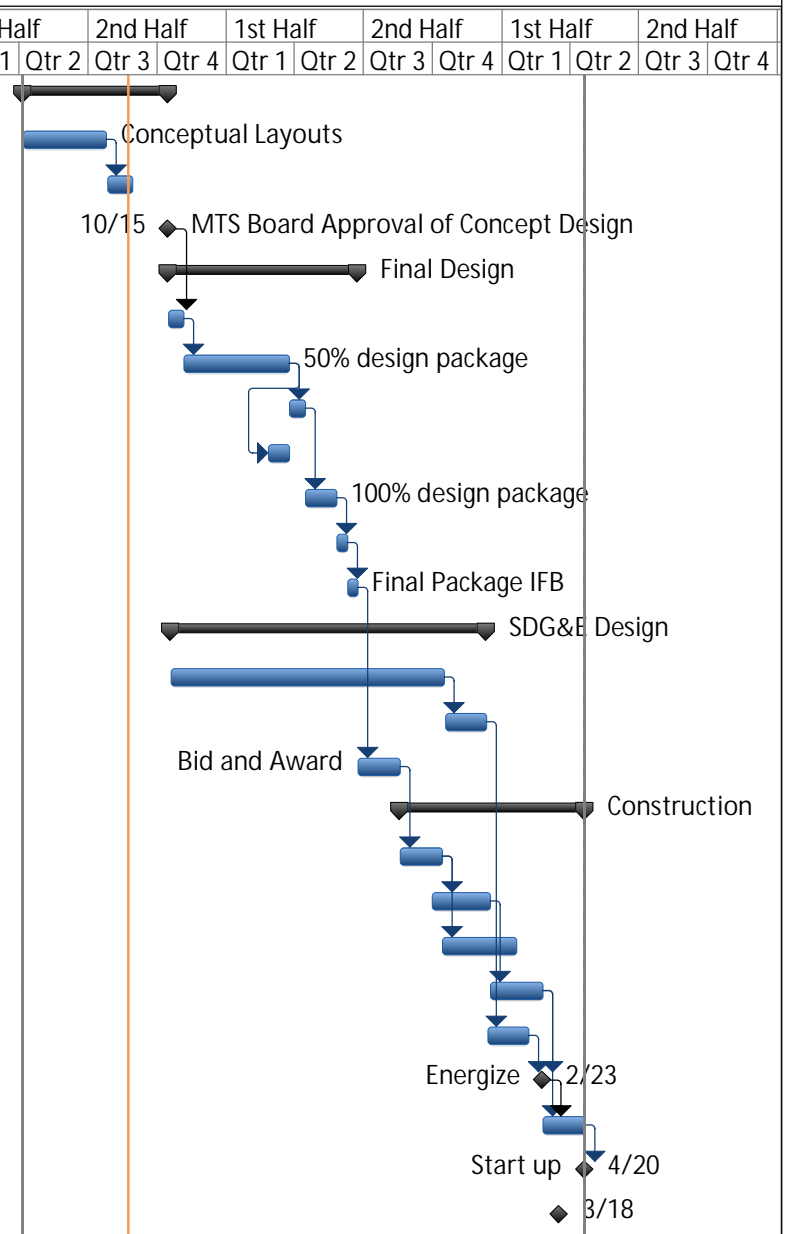 Half 2nd Half 1st Half 2nd Half 1st Half 2nd Half
1 Qtr 2 Qtr 3 Qtr 4 Qtr 1 Qtr 2 Qtr 3 Qtr 4 Qtr 1 Qtr 2 Qtr 3 Qtr 4
Conceptual Layouts
10/15 MTS Board Approval of Concept Design
Final Design
50% design package
100% design package
Final Package IFB
SDG&E Design
Bid and Award
Construction
Energize 2/23
Start up 4/20
3/18